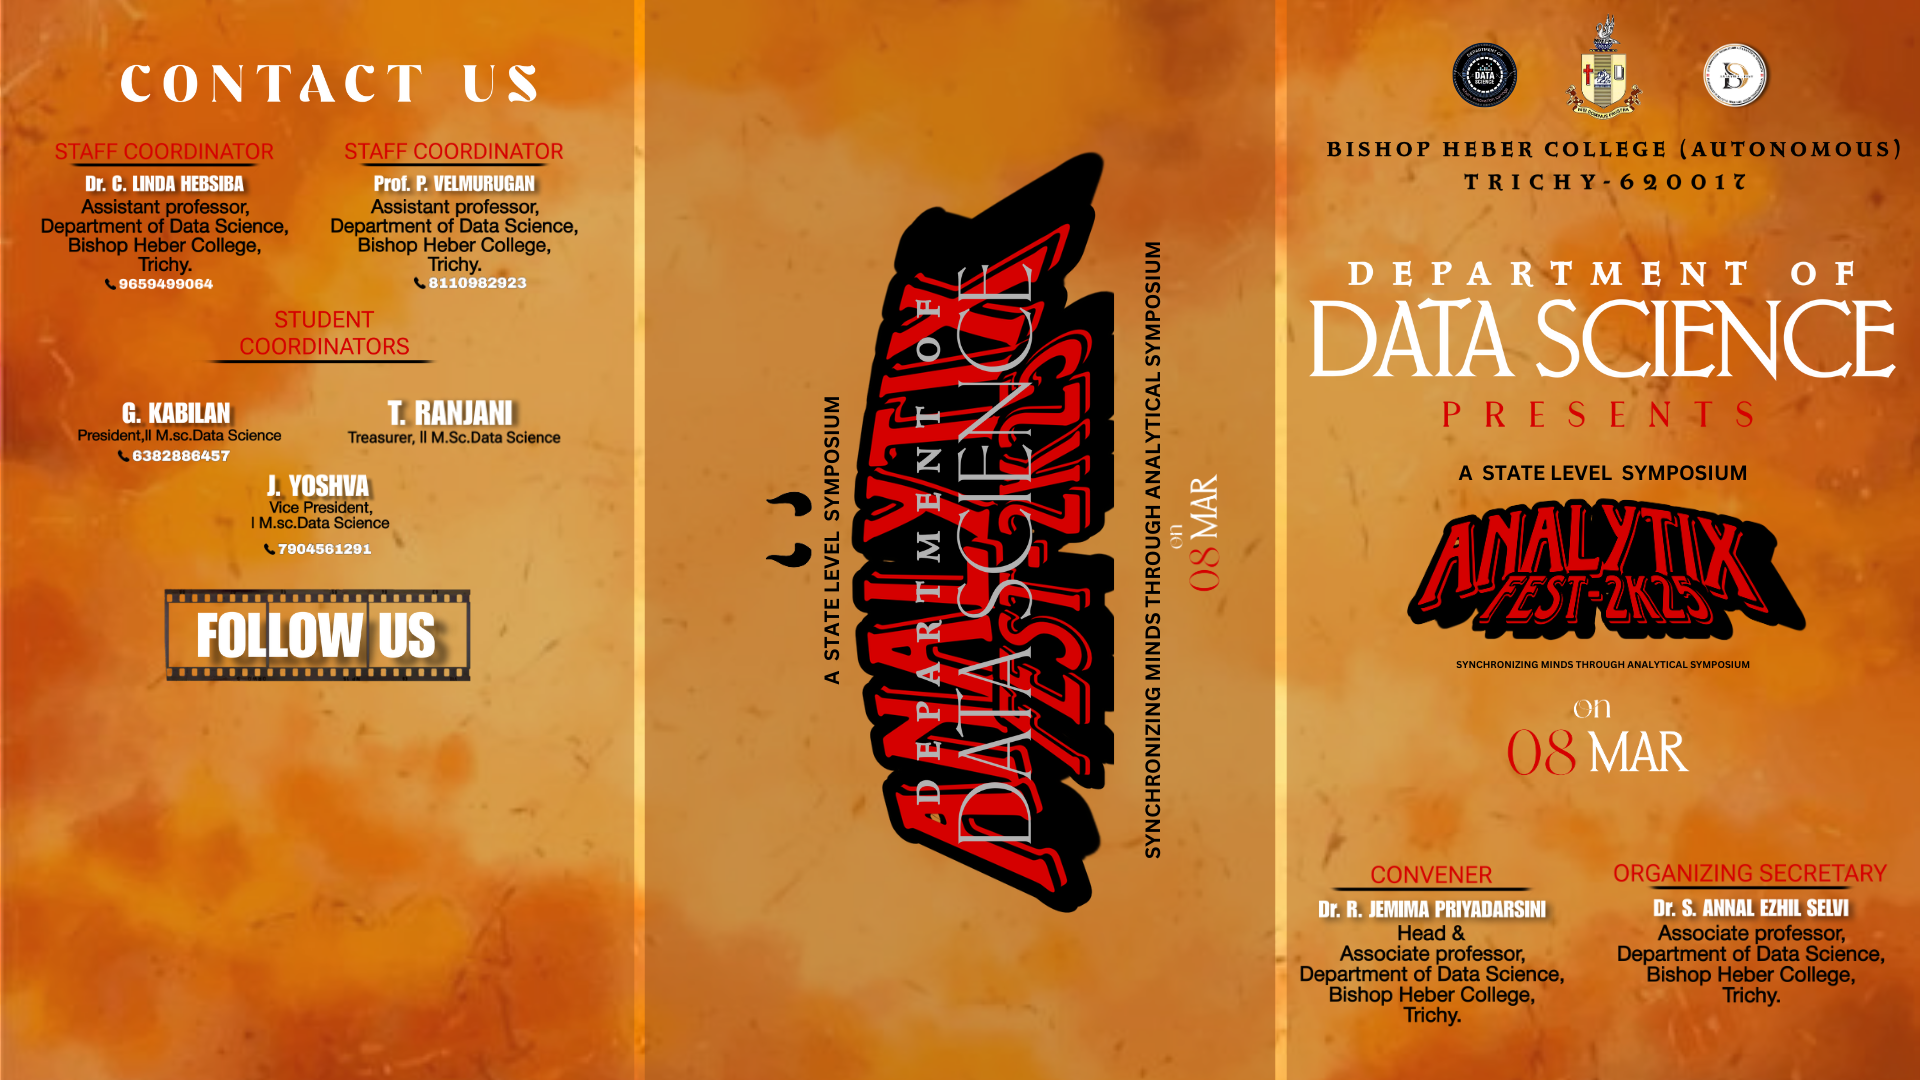 CONTACT US
STAFF COORDINATOR
Dr. C. LINDA HEBSIBA
Assistant professor,
Department of Data Science,
Bishop Heber College,
Trichy.
9659499064
STAFF COORDINATOR
Prof. P. VELMURUGAN
Assistant professor,
Department of Data Science,
Bishop Heber College,
Trichy.
8110982923
STUDENT
COORDINATORS
G. KABILAN
President,II M.sc.Data Science
6382886457
T. RANJANI
Treasurer, II M.Sc.Data Science
J. YOSHVA
Vice President,
I M.sc.Data Science
7904561291
FOLLOW US
A STATE LEVEL SYMPOSIUM
ANALYTIX
FEST-2K25
DEPARTMENT OF
DATA SCIENCE
SYNCHRONIZING MINDS THROUGH ANALYTICAL SYMPOSIUM
on
08 MAR
DATA
SCIENCE
BISHOP HEBER COLLEGE (AUTONOMOUS)
TRICHY-620017
DEPARTMENT OF
DATA SCIENCE
PRESENTS
A STATE LEVEL SYMPOSIUM
ANALYTIX
FEST-2K25
SYNCHRONIZING MINDS THROUGH ANALYTICAL SYMPOSIUM
on
08 MAR
CONVENER
Dr. R. JEMIMA PRIYADARSINI
Head &
Associate professor,
Department of Data Science,
Bishop Heber College,
Trichy.
ORGANIZING SECRETARY
Dr. S. ANNAL EZHIL SELVI
Associate professor,
Department of Data Science,
Bishop Heber College,
Trichy.